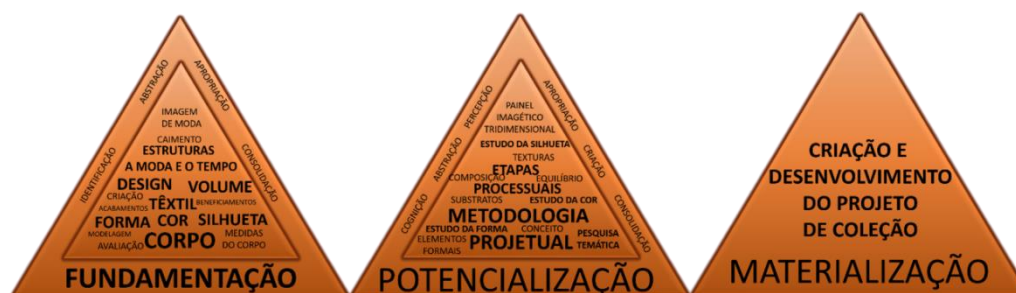 ABSTRAÇÃO
APROPRIAÇÃO
IDENTIFICAÇÃO
CONSOLIDAÇÃO
IMAGEM
DE MODA
CAIMENTO
ESTRUTURAS
A MODA E O TEMPO
DESIGN VOLUME
CRIAÇÃO TÊXTIL BENEFICIAMENTOS
ACABAMENTOS
FORMA COR SILHUETA
MODELAGEM CORPO MEDIDAS
AVALIAÇÃO DO CORPO
FUNDAMENTAÇÃO
PERCEPÇÃO
APROPRIAÇÃO
ABSTRAÇÃO
CRIAÇÃO
COGNIÇÃO
CONSOLIDAÇÃO
PAINEL
IMAGÉTICO
TRIDIMENSIONAL
ESTUDO DA SILHUETA
TEXTURAS
ETAPAS
COMPOSIÇÃO EQUILÍBRIO
PROCESSUAIS
SUBSTRATOS ESTUDO DA COR
METODOLOGIA
ESTUDO DA FORMA CONCEITO PESQUISA
ELEMENTOS PROJETUAL TEMÁTICA
FORMAIS
POTENCIALIZAÇÃO
CRIAÇÃO E
DESENVOLVIMENTO
DO PROJETO
DE COLEÇÃO
MATERIALIZAÇÃO